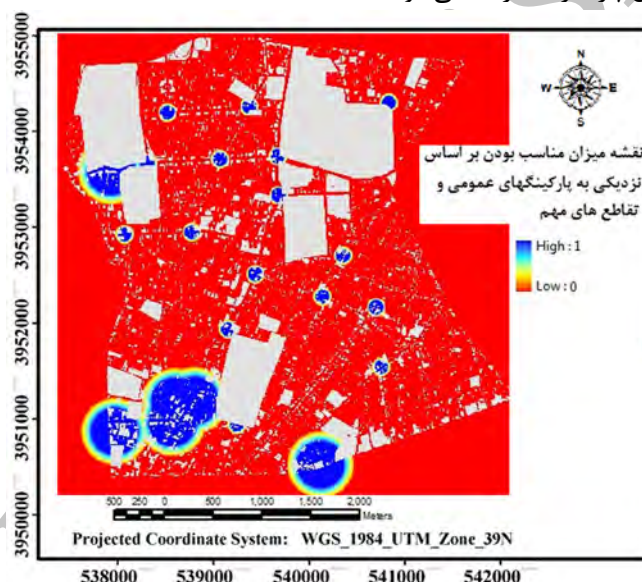 3955000
3954000
3953000
3952000
3951000
3950000
N
W E
S
نقشه میزان مناسب بودن بر اساس
نزدیکی به پارکینگهای عمومی و
تقاطع های مهم
High : 1
Low : 0
500 250 0 500 1,000 1,500 2,000
Meters
Projected Coordinate System: WGS_1984_UTM_Zone_39N
538000 539000 540000 541000 542000